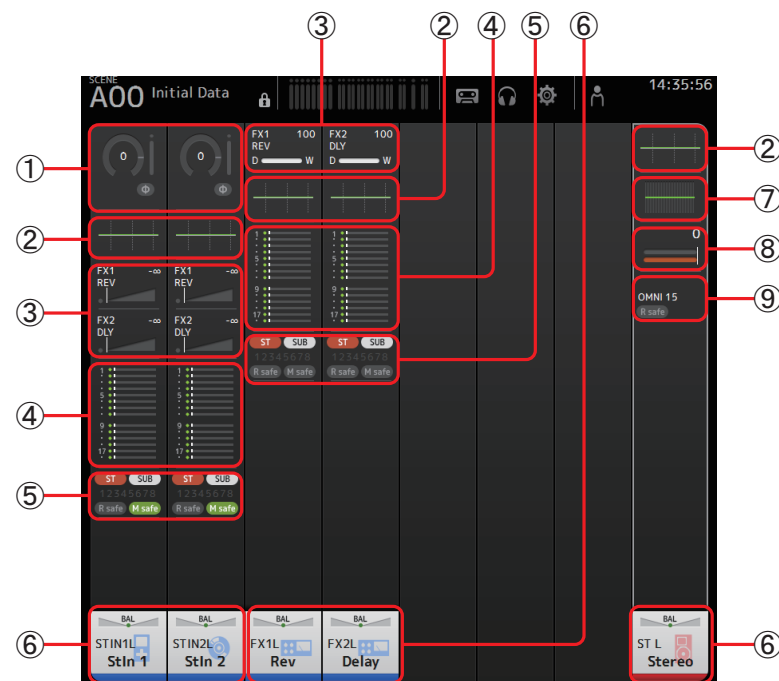 ③ ② ④ ⑤ ⑥
SCENE
A00 Initial Data
14:35:56
①
0 0
Φ Φ
②
③
FX1 -∞ FX1 -∞
REV REV
FX2 -∞ FX2 -∞
DLY DLY
④
1 1
5 5
9 9
17 17
⑤
ST SUB ST SUB
12345678 12345678
R safe M safe R safe M safe
FX1 100 FX2 100
REV DLY
D W D W
1 1
5 5
9 9
17 17
ST SUB ST SUB
12345678 12345678
R safe M safe R safe M safe
②
⑦
0
⑧
OMNI 15
R safe
⑨
⑥
BAL BAL BAL BAL BAL
STIN1L STIN2L FX1L FX2L ST L
StIn 1 StIn 2 Rev Delay Stereo
⑥